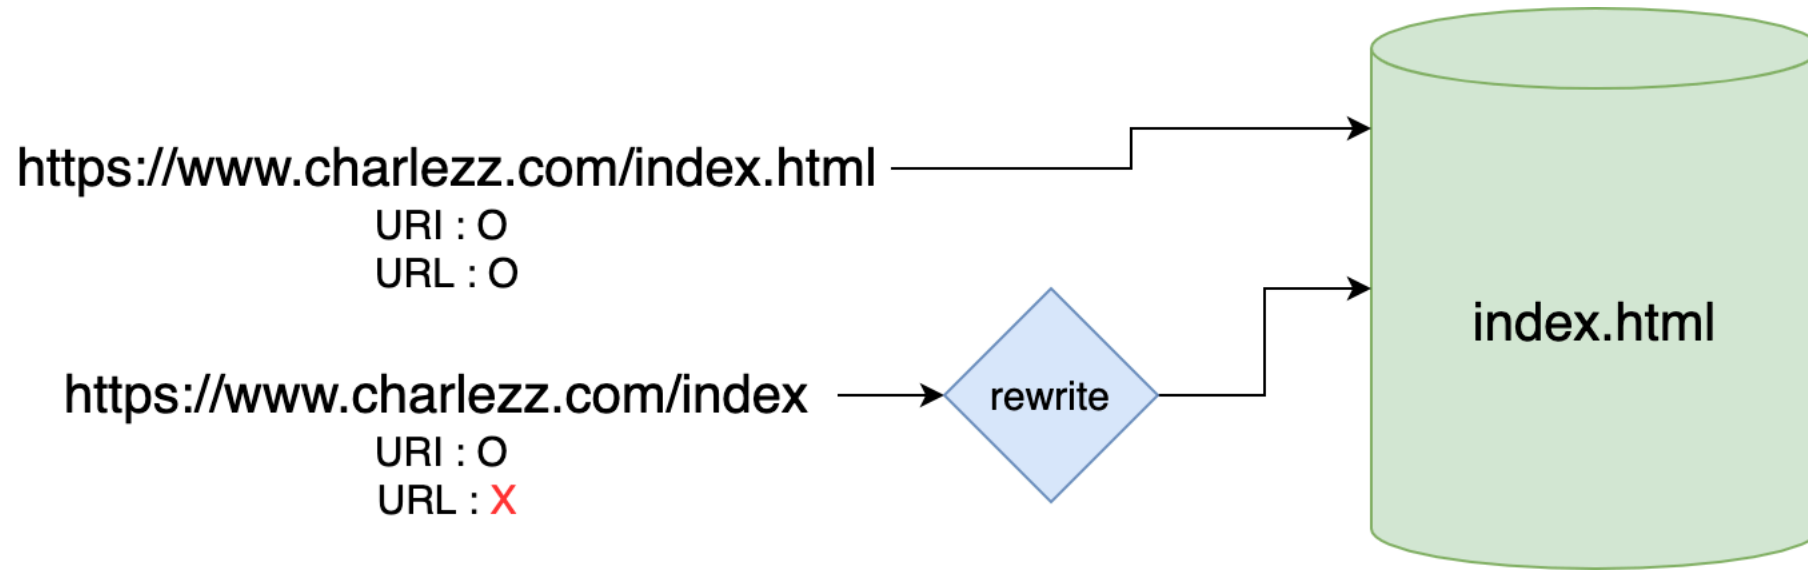 https://www.charlezz.com/index.html
URI : O
URL : O
https://www.charlezz.com/index
URI : O
URL : X
rewrite
index.html